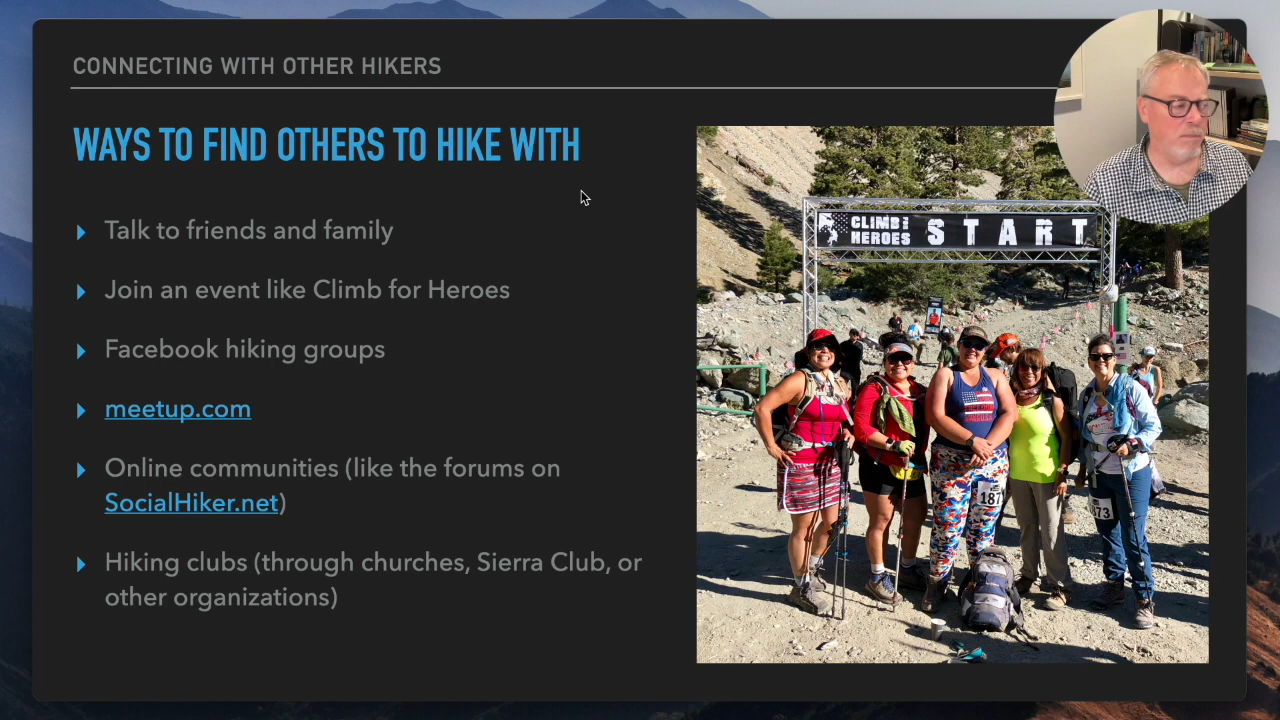 CONNECTING WITH OTHER HIKERS
WAYS TO FIND OTHERS TO HIKE WITH
Talk to friends and family
Join an event like Climb for Heroes
Facebook hiking groups
meetup.com
Online communities (like the forums on
SocialHiker.net)
Hiking clubs (through churches, Sierra Club, or
other organizations)
CLIMB
HEROES
START
187